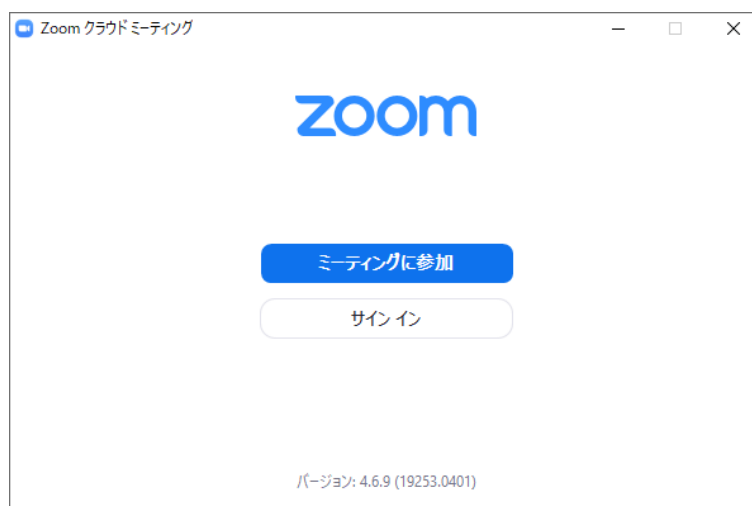 Zoom クラウド ミーティング
zoom
ミーティングに参加
サイン イン
バージョン: 4.6.9 (19253.0401)